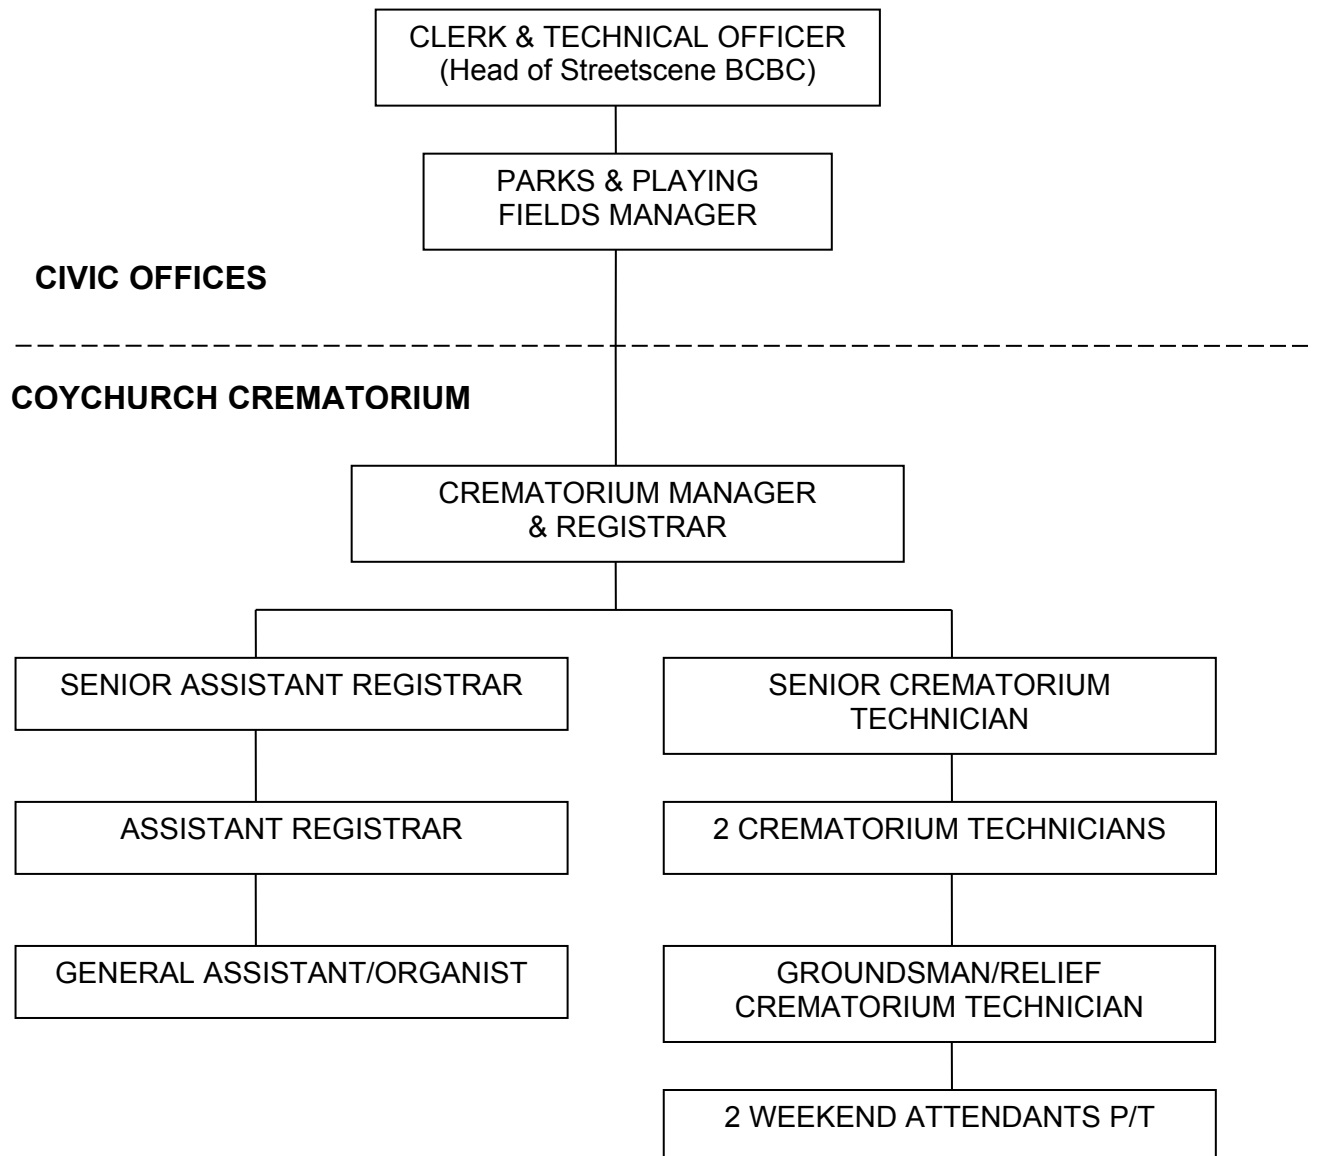 CLERK & TECHNICAL OFFICER
(Head of Streetscene BCBC)
PARKS & PLAYING
FIELDS MANAGER
CIVIC OFFICES
COYCHURCH CREMATORIUM
CREMATORIUM MANAGER
& REGISTRAR
SENIOR ASSISTANT REGISTRAR
SENIOR CREMATORIUM
TECHNICIAN
ASSISTANT REGISTRAR
2 CREMATORIUM TECHNICIANS
GENERAL ASSISTANT/ORGANIST
GROUNDSMAN/RELIEF
CREMATORIUM TECHNICIAN
2 WEEKEND ATTENDANTS P/T